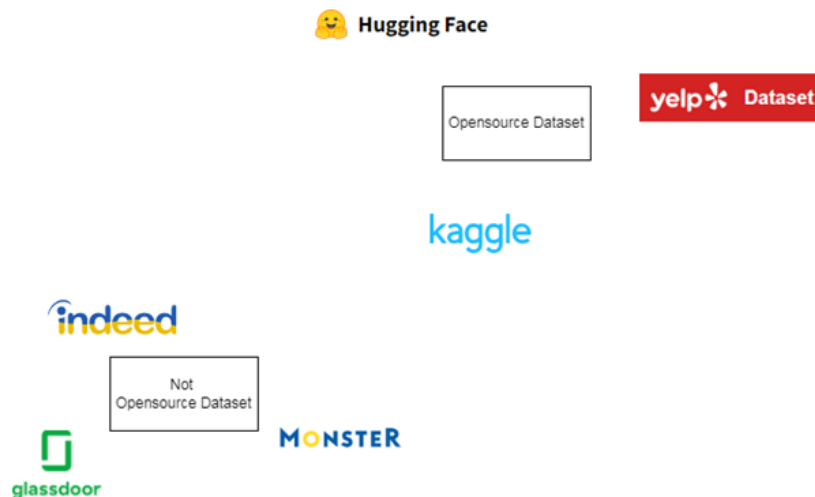 Hugging Face
yelp Dataset
Opensource Dataset
kaggle
indeed
Not
Opensource Dataset
MONSTER
glassdoor